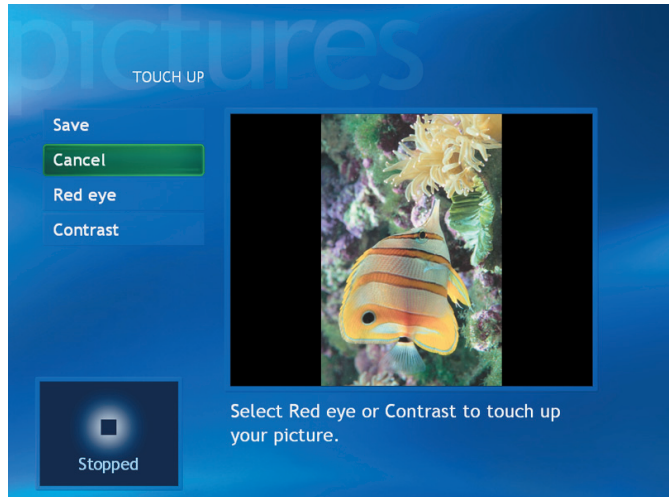 pictures
TOUCH UP
Save
Cancel
Red eye
Contrast
Select Red eye or Contrast to touch up
your picture.
Stopped